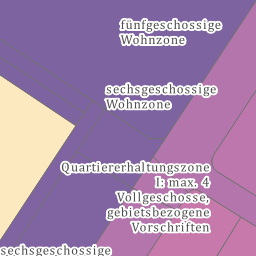 fünfgeschossige
Wohnzone
sechsgeschossige
Wohnzone
Quartiererhaltungszone
I: max. 4
Vollgeschosse,
gebietsbezogene
Vorschriften
sechsgeschossige